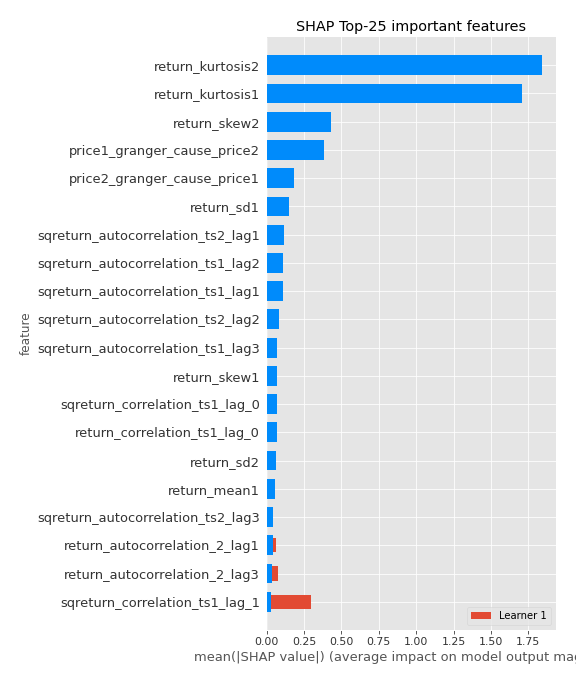 SHAP Top-25 important features
return_kurtosis2
return_kurtosis1
return_skew2
price1_granger_cause_price2
price2_granger_cause_price1
return_sd1
sqreturn_autocorrelation_ts2_lag1
sqreturn_autocorrelation_ts1_lag2
sqreturn_autocorrelation_ts1_lag1
sqreturn_autocorrelation_ts2_lag2
sqreturn_autocorrelation_ts1_lag3
return_skew1
sqreturn_correlation_ts1_lag_0
return_correlation_ts1_lag_0
return_sd2
return_mean1
sqreturn_autocorrelation_ts2_lag3
return_autocorrelation_2_lag1
return_autocorrelation_2_lag3
sqreturn_correlation_ts1_lag_1
feature
Learner 1
0.00 0.25 0.50 0.75 1.00 1.25 1.50 1.75
mean(|SHAP value|) (average impact on model output mag